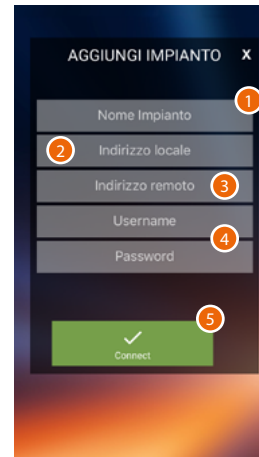 AGGIUNGI IMPIANTO X
1
Nome Impianto
2 Indirizzo locale
Indirizzo remoto 3
Username
4
Password
5
Connect